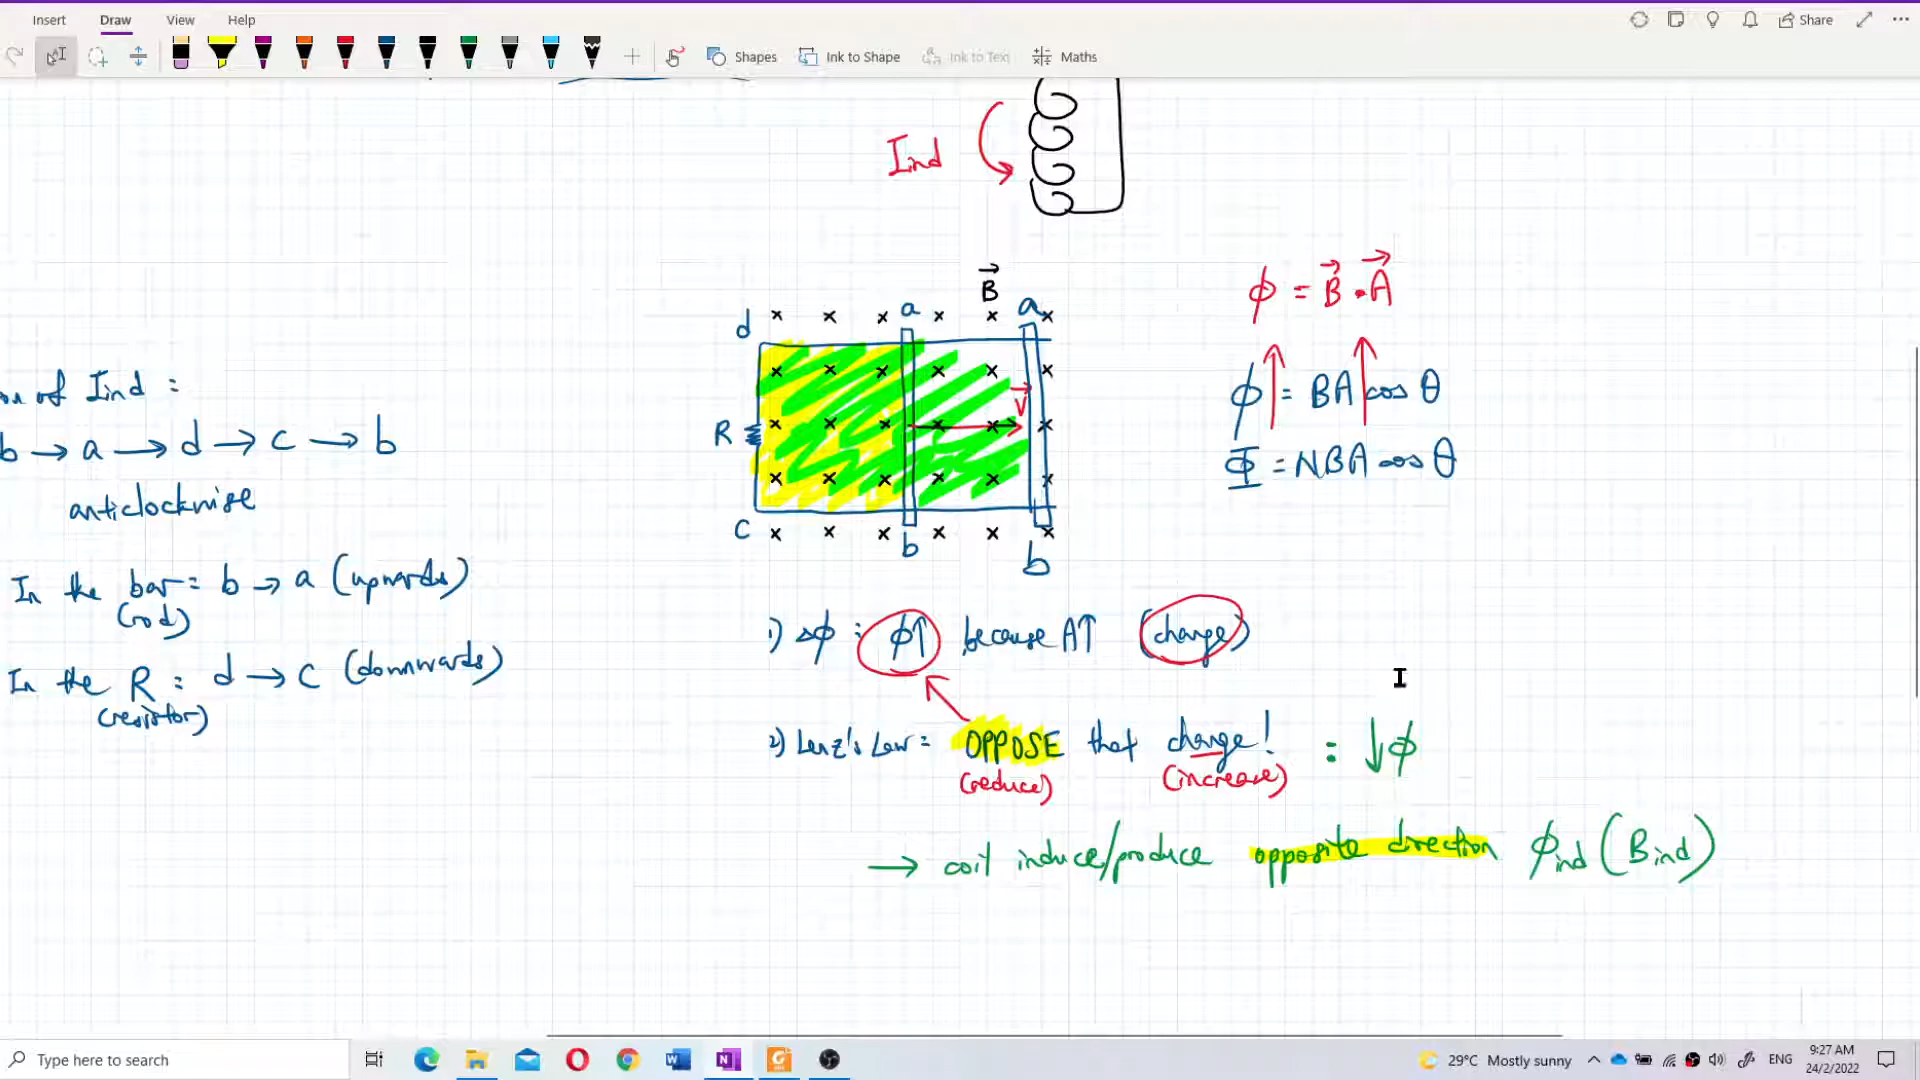 Insert Draw View Help
Share
Shapes Ink to Shape Ink to Text Maths
Iind
B
d a a
R
V
c b b
ϕ = B · A
ϕ = BA cos θ
Φ = NBA cos θ
of Iind :
b → a → d → c → b
anticlockwise
In the bar = b → a (upwards)
(rod)
In the R : d → c (downwards)
(resistor)
1) Δϕ : ϕ↑ because A↑ (change)
2) Lenz's Law = OPPOSE that change! : ↓ϕ
(reduce) (increase)
→ coil induce/produce opposite direction ϕind (Bind)
Type here to search
29°C Mostly sunny
ENG
9:27 AM
24/2/2022